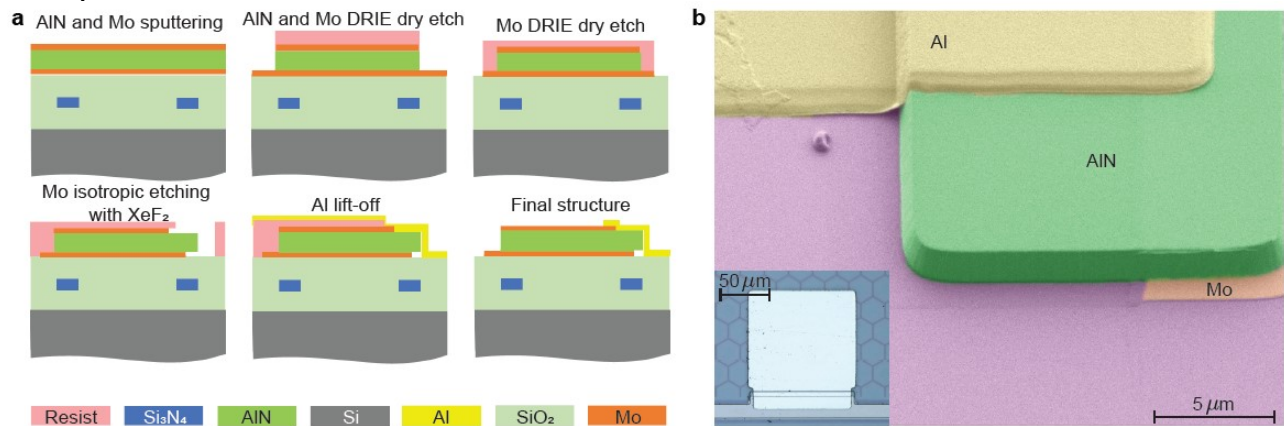 a
AlN and Mo sputtering
AlN and Mo DRIE dry etch
Mo DRIE dry etch
Mo isotropic etching
with XeF₂
Al lift-off
Final structure
Resist
Si₃N₄
AlN
Si
Al
SiO₂
Mo
b
Al
AlN
Mo
50 μm
5 μm